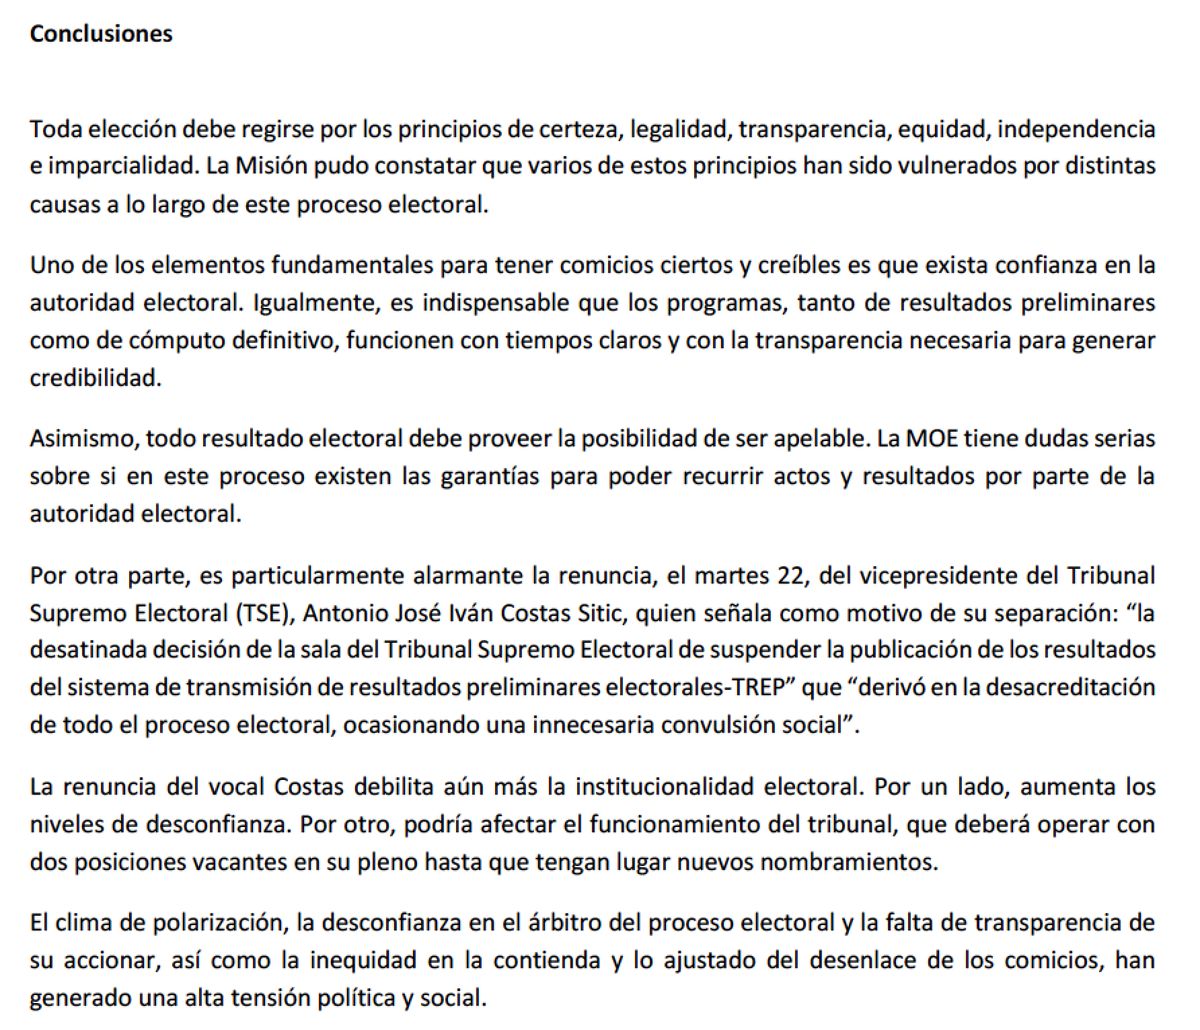 Conclusiones
Toda elección debe regirse por los principios de certeza, legalidad, transparencia, equidad, independencia
e imparcialidad. La Misión pudo constatar que varios de estos principios han sido vulnerados por distintas
causas a lo largo de este proceso electoral.
Uno de los elementos fundamentales para tener comicios ciertos y creíbles es que exista confianza en la
autoridad electoral. Igualmente, es indispensable que los programas, tanto de resultados preliminares
como de cómputo definitivo, funcionen con tiempos claros y con la transparencia necesaria para generar
credibilidad.
Asimismo, todo resultado electoral debe proveer la posibilidad de ser apelable. La MOE tiene dudas serias
sobre si en este proceso existen las garantías para poder recurrir actos y resultados por parte de la
autoridad electoral.
Por otra parte, es particularmente alarmante la renuncia, el martes 22, del vicepresidente del Tribunal
Supremo Electoral (TSE), Antonio José Iván Costas Sitic, quien señala como motivo de su separación: “la
desatinada decisión de la sala del Tribunal Supremo Electoral de suspender la publicación de los resultados
del sistema de transmisión de resultados preliminares electorales-TREP” que “derivó en la desacreditación
de todo el proceso electoral, ocasionando una innecesaria convulsión social”.
La renuncia del vocal Costas debilita aún más la institucionalidad electoral. Por un lado, aumenta los
niveles de desconfianza. Por otro, podría afectar el funcionamiento del tribunal, que deberá operar con
dos posiciones vacantes en su pleno hasta que tengan lugar nuevos nombramientos.
El clima de polarización, la desconfianza en el árbitro del proceso electoral y la falta de transparencia de
su accionar, así como la inequidad en la contienda y lo ajustado del desenlace de los comicios, han
generado una alta tensión política y social.